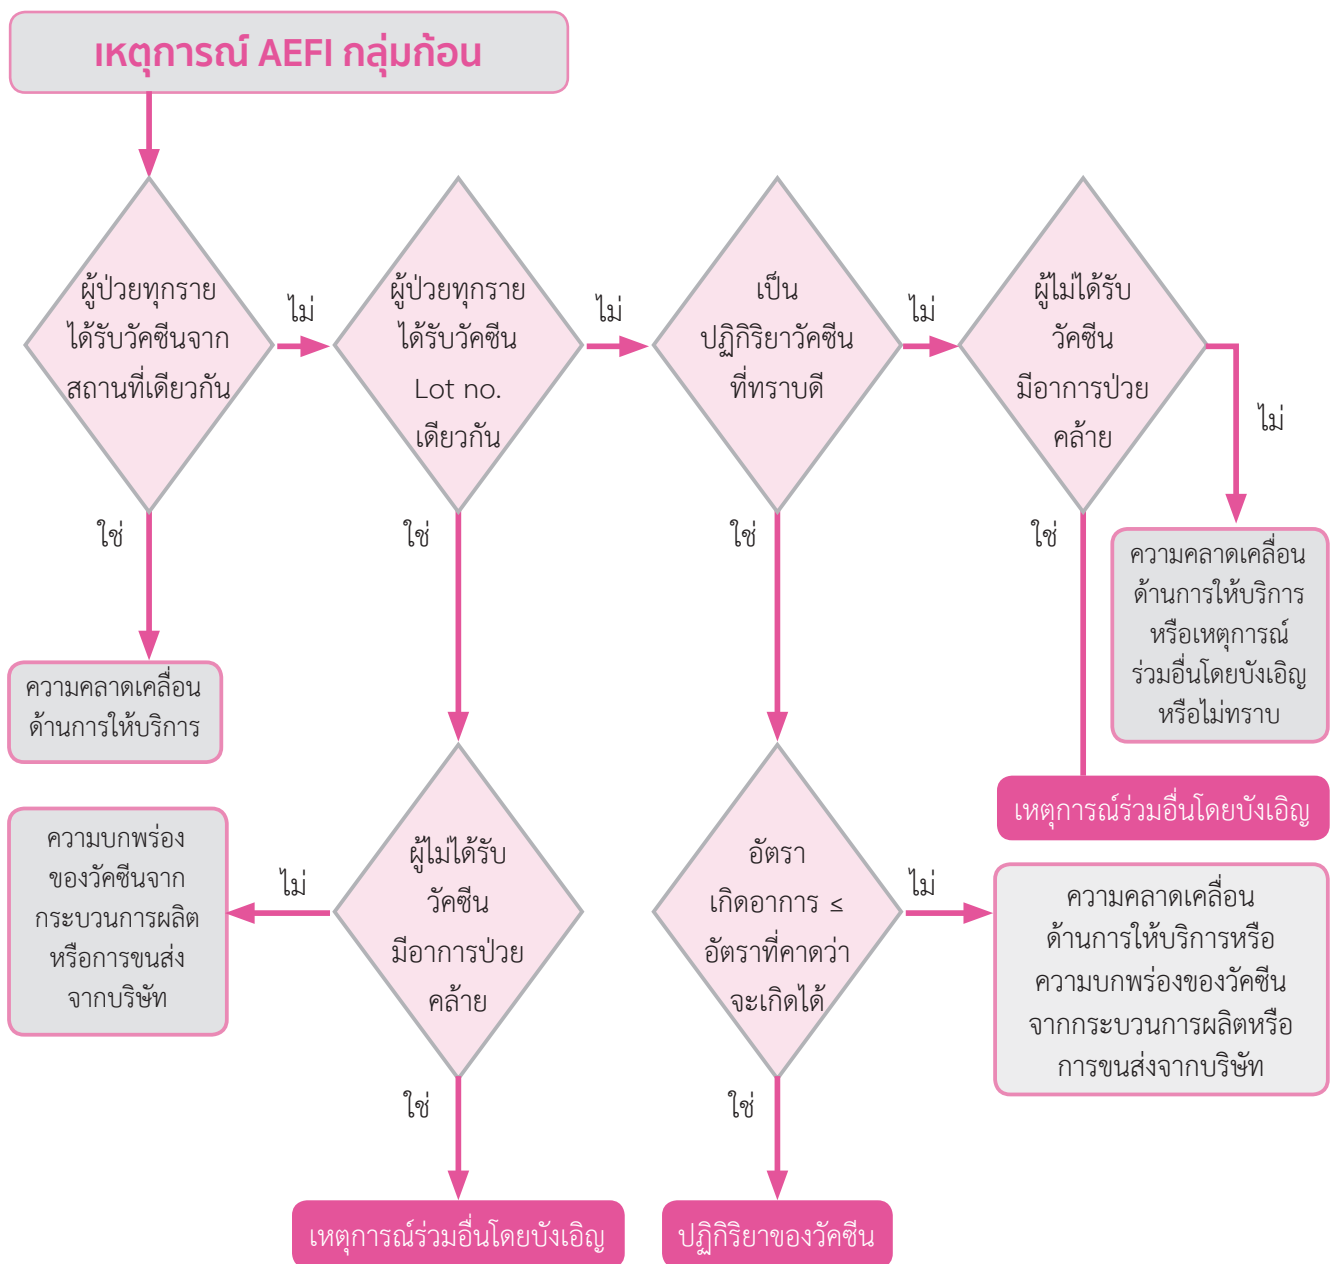 เหตุการณ์ AEFI กลุ่มก้อน
ผู้ป่วยทุกราย
ได้รับวัคซีนจาก
สถานที่เดียวกัน
ไม่
ใช่
ผู้ป่วยทุกราย
ได้รับวัคซีน
Lot no.
เดียวกัน
ไม่
ใช่
เป็น
ปฏิกิริยาวัคซีน
ที่ทราบดี
ไม่
ใช่
ผู้ไม่ได้รับ
วัคซีน
มีอาการป่วย
คล้าย
ไม่
ใช่
ความคลาดเคลื่อน
ด้านการให้บริการ
หรือเหตุการณ์
ร่วมอื่นโดยบังเอิญ
หรือไม่ทราบ
ความคลาดเคลื่อน
ด้านการให้บริการ
เหตุการณ์ร่วมอื่นโดยบังเอิญ
ความบกพร่อง
ของวัคซีนจาก
กระบวนการผลิต
หรือการขนส่ง
จากบริษัท
ไม่
ผู้ไม่ได้รับ
วัคซีน
มีอาการป่วย
คล้าย
ใช่
อัตรา
เกิดอาการ ≤
อัตราที่คาดว่า
จะเกิดได้
ไม่
ใช่
ความคลาดเคลื่อน
ด้านการให้บริการหรือ
ความบกพร่องของวัคซีน
จากกระบวนการผลิตหรือ
การขนส่งจากบริษัท
เหตุการณ์ร่วมอื่นโดยบังเอิญ
ปฏิกิริยาของวัคซีน